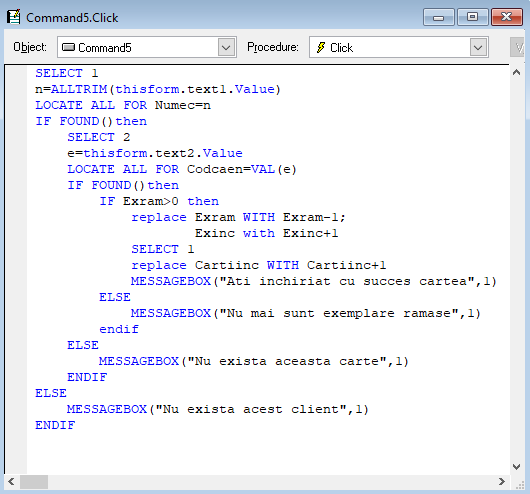 Command5.Click
Object: Command5 Procedure: Click
SELECT 1
n=ALLTRIM(thisform.text1.Value)
LOCATE ALL FOR Numec=n
IF FOUND()then
    SELECT 2
    e=thisform.text2.Value
    LOCATE ALL FOR Codcaen=VAL(e)
    IF FOUND()then
        IF Exram>0 then
            replace Exram WITH Exram-1;
                    Exinc with Exinc+1
            SELECT 1
            replace Cartiinc WITH Cartiinc+1
            MESSAGEBOX("Ati inchiriat cu succes cartea",1)
        ELSE
            MESSAGEBOX("Nu mai sunt exemplare ramase",1)
        endif
    ELSE
        MESSAGEBOX("Nu exista aceasta carte",1)
    ENDIF
ELSE
    MESSAGEBOX("Nu exista acest client",1)
ENDIF